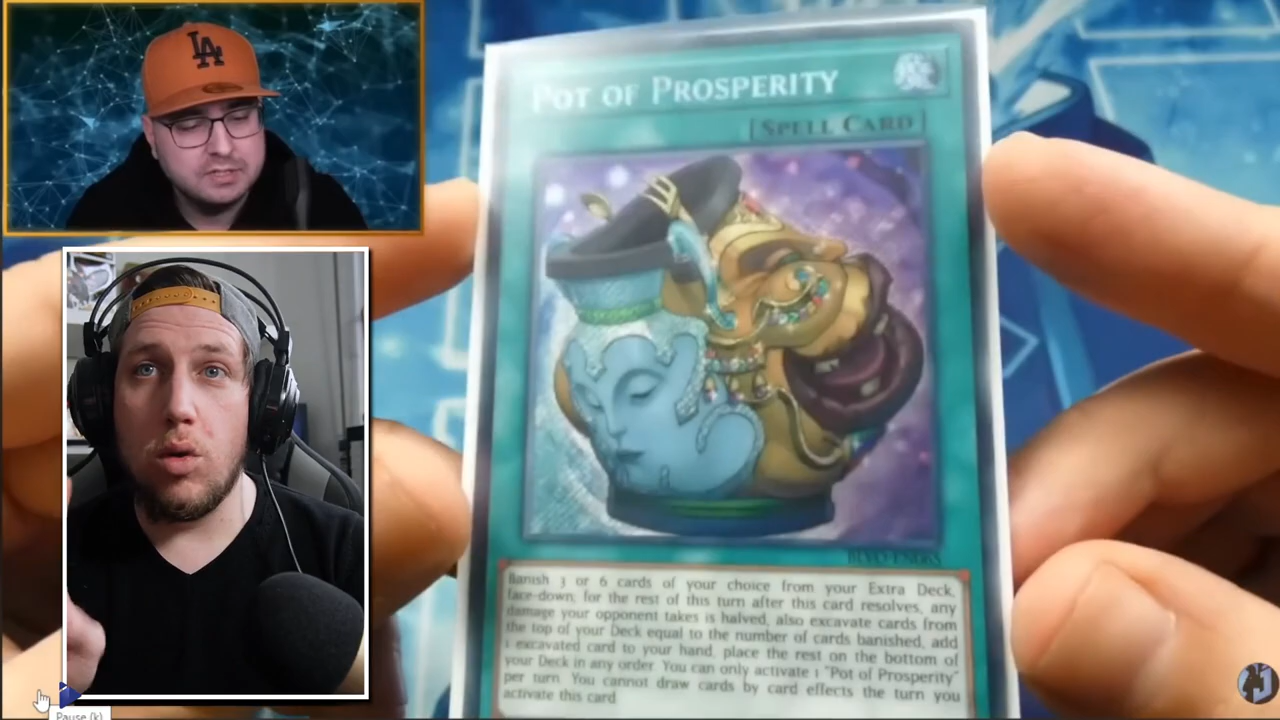 LA
POT OF PROSPERITY
[SPELL CARD]
BLVO-EN065
Banish 3 or 6 cards of your choice from your Extra Deck,
face-down; for the rest of this turn after this card resolves, any
damage your opponent takes is halved, also excavate cards from
the top of your Deck equal to the number of cards banished, add
1 excavated card to your hand, place the rest on the bottom of
your Deck in any order. You can only activate 1 "Pot of Prosperity"
per turn. You cannot draw cards by card effects the turn you
activate this card
Pause (k)